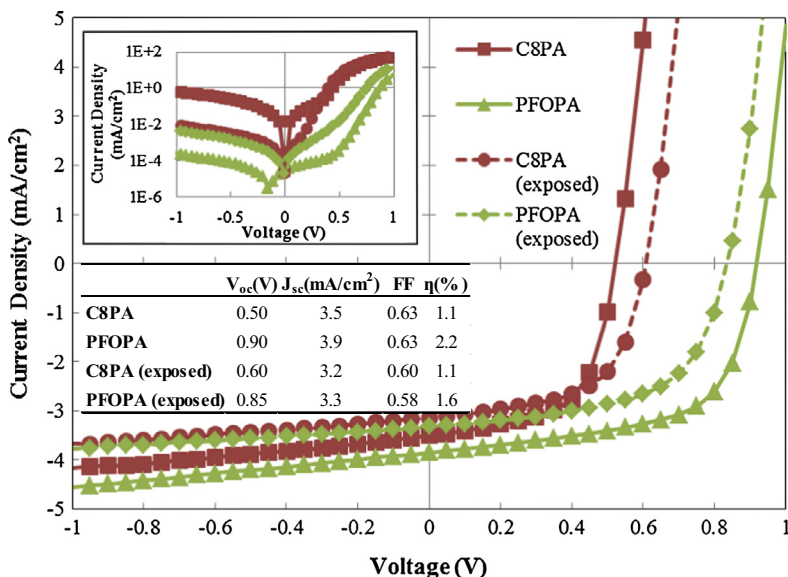 5
4
3
2
1
0
-1
-2
-3
-4
-5
Current Density (mA/cm²)
-1
-0.8
-0.6
-0.4
-0.2
0
0.2
0.4
0.6
0.8
1
Voltage (V)
1E+2
1E+0
1E-2
1E-4
1E-6
Current Density
(mA/cm²)
-1
-0.5
0
0.5
1
Voltage (V)
C8PA
PFOPA
C8PA
(exposed)
PFOPA
(exposed)
Voc(V) Jsc(mA/cm²) FF η(%)
C8PA 0.50 3.5 0.63 1.1
PFOPA 0.90 3.9 0.63 2.2
C8PA (exposed) 0.60 3.2 0.60 1.1
PFOPA (exposed) 0.85 3.3 0.58 1.6